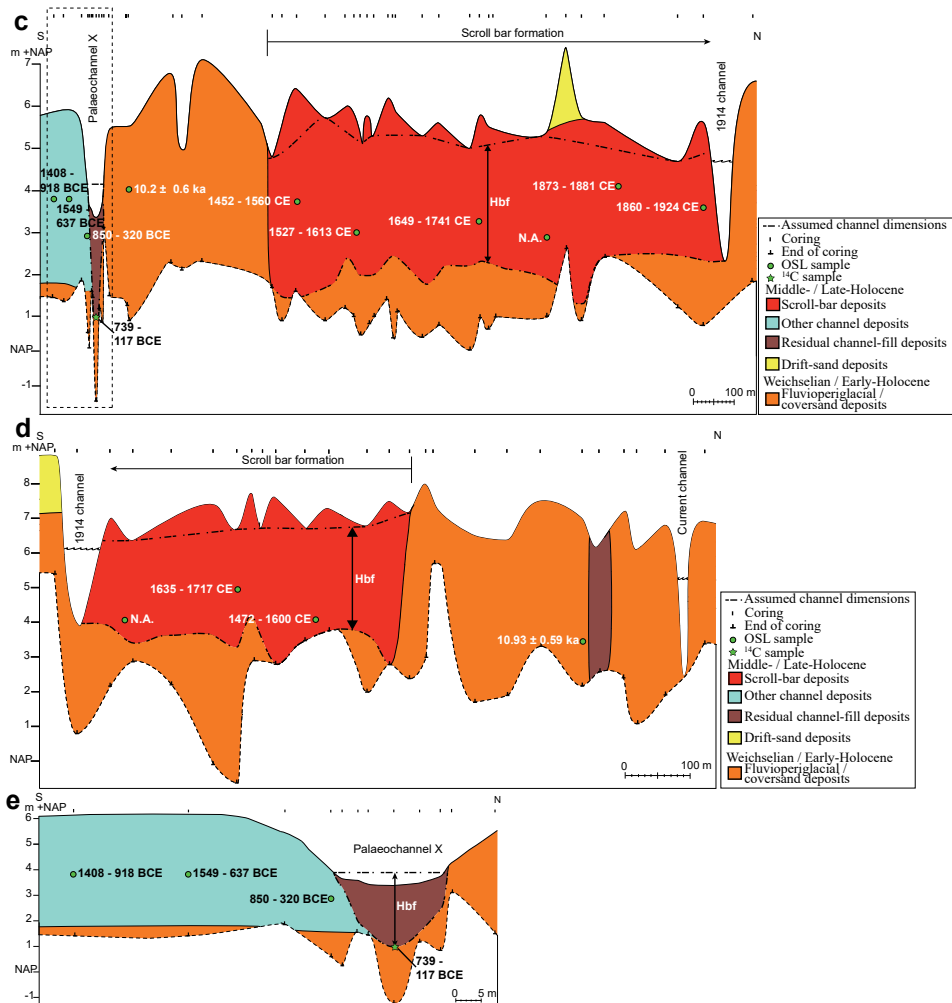 c
S
N
m +NAP
Palaeochannel X
Scroll bar formation
1914 channel
7
6
5
4
3
2
1
NAP
-1
1408 -
918 BCE
1549 -
637 BCE
850 - 320 BCE
739 -
117 BCE
10.2 ± 0.6 ka
1452 - 1560 CE
1527 - 1613 CE
1649 - 1741 CE
Hbf
N.A.
1873 - 1881 CE
1860 - 1924 CE
0 100 m
Assumed channel dimensions
Coring
End of coring
OSL sample
14C sample
Middle- / Late-Holocene
Scroll-bar deposits
Other channel deposits
Residual channel-fill deposits
Drift-sand deposits
Weichselian / Early-Holocene
Fluvioperiglacial /
coversand deposits
d
S
N
m +NAP
1914 channel
Scroll bar formation
Current channel
8
7
6
5
4
3
2
1
NAP
N.A.
1635 - 1717 CE
1472 - 1600 CE
Hbf
10.93 ± 0.59 ka
0 100 m
Assumed channel dimensions
Coring
End of coring
OSL sample
14C sample
Middle- / Late-Holocene
Scroll-bar deposits
Other channel deposits
Residual channel-fill deposits
Drift-sand deposits
Weichselian / Early-Holocene
Fluvioperiglacial /
coversand deposits
e
S
N
m +NAP
6
5
4
3
2
1
NAP
-1
Palaeochannel X
1408 - 918 BCE
1549 - 637 BCE
850 - 320 BCE
Hbf
739 -
117 BCE
0 5 m